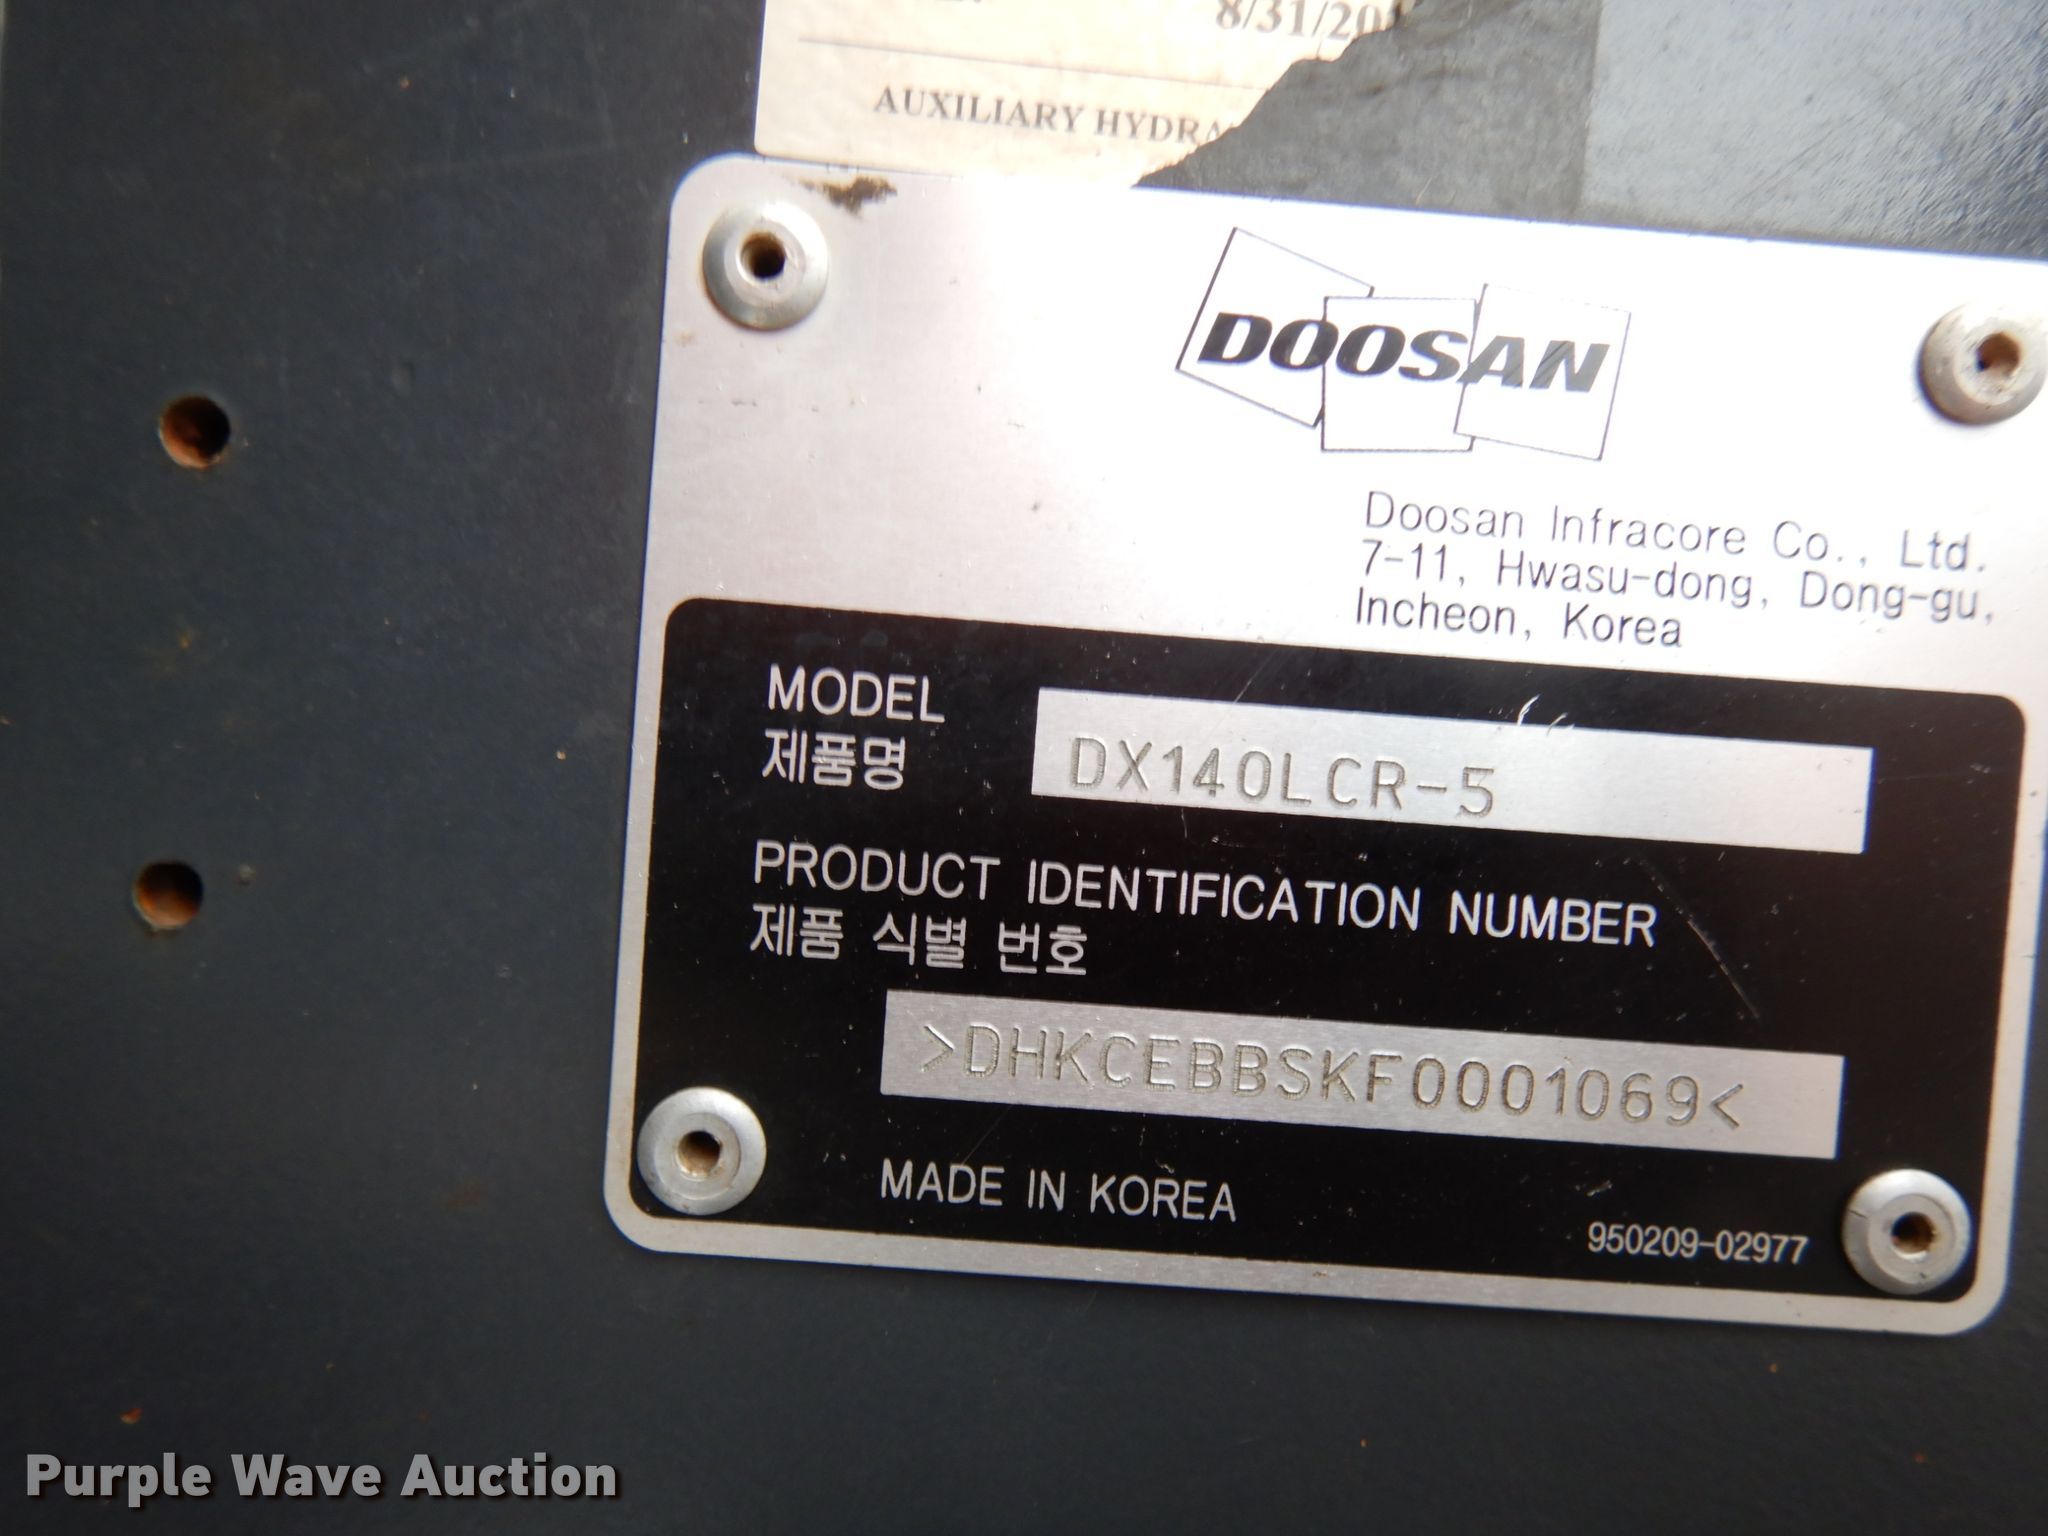 8/31/20
AUXILIARY
DOOSAN
Doosan Infracore Co., Ltd.
7-11, Hwasu-dong, Dong-gu,
Incheon, Korea
MODEL
제품명
DX140LCR-5
PRODUCT IDENTIFICATION NUMBER
제품 식별 번호
>DHKCEBBSKF0001069<
MADE IN KOREA
950209-02977
Purple Wave Auction